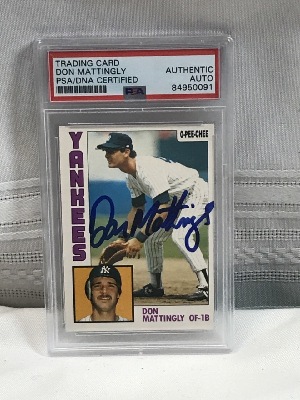 TRADING CARD
DON MATTINGLY
PSA/DNA CERTIFIED
AUTHENTIC
AUTO
84950091
PSA
O-PEE-CHEE
YANKEES
Don Mattingly
DON
MATTINGLY OF-1B